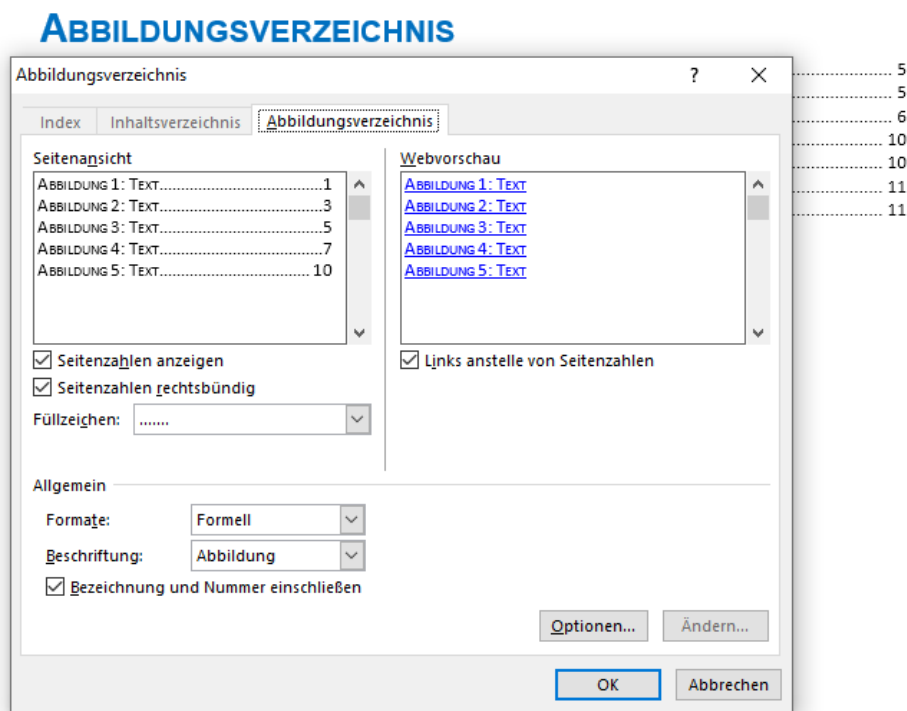 ABBILDUNGSVERZEICHNIS
Abbildungsverzeichnis ? ×
Index Inhaltsverzeichnis Abbildungsverzeichnis
Seitenansicht
ABBILDUNG 1: TEXT.................................1
ABBILDUNG 2: TEXT.................................3
ABBILDUNG 3: TEXT.................................5
ABBILDUNG 4: TEXT.................................7
ABBILDUNG 5: TEXT............................... 10
Seitenzahlen anzeigen
Seitenzahlen rechtsbündig
Füllzeichen: .......
Webvorschau
ABBILDUNG 1: TEXT
ABBILDUNG 2: TEXT
ABBILDUNG 3: TEXT
ABBILDUNG 4: TEXT
ABBILDUNG 5: TEXT
Links anstelle von Seitenzahlen
Allgemein
Formate: Formell
Beschriftung: Abbildung
Bezeichnung und Nummer einschließen
Optionen... Ändern...
OK Abbrechen
..................... 5
..................... 5
..................... 6
................... 10
................... 10
................... 11
................... 11